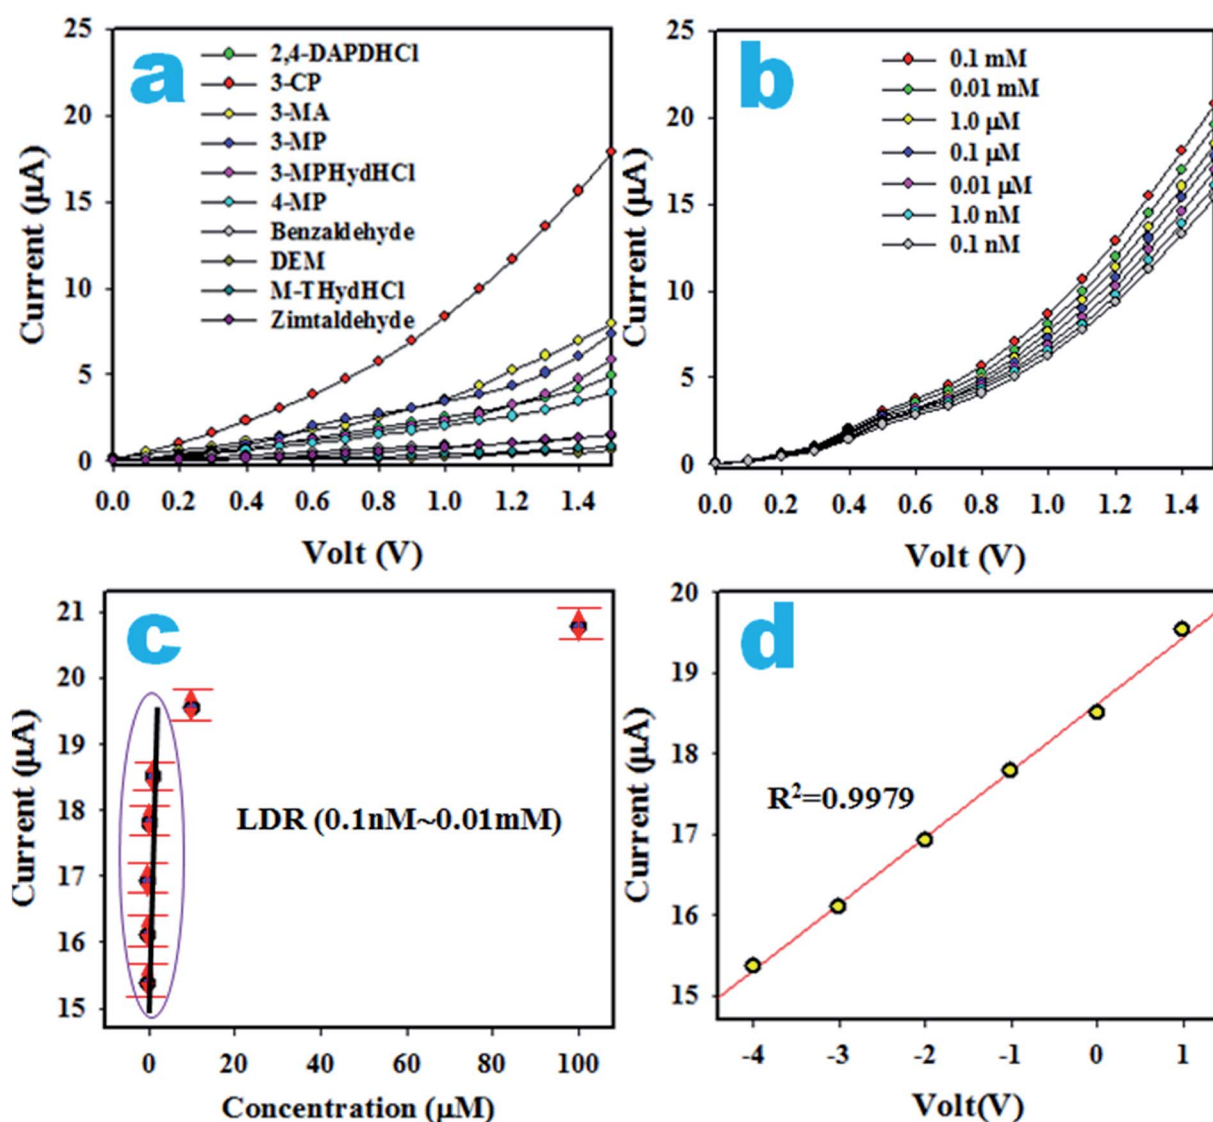 a
25
20
15
10
5
0
Current (µA)
2,4-DAPDHCl
3-CP
3-MA
3-MP
3-MPHydHCl
4-MP
Benzaldehyde
DEM
M-THydHCl
Zimtaldehyde
0.0 0.2 0.4 0.6 0.8 1.0 1.2 1.4
Volt (V)
b
25
20
15
10
5
0
Current (µA)
0.1 mM
0.01 mM
1.0 µM
0.1 µM
0.01 µM
1.0 nM
0.1 nM
0.0 0.2 0.4 0.6 0.8 1.0 1.2 1.4
Volt (V)
c
21
20
19
18
17
16
15
Current (µA)
LDR (0.1nM~0.01mM)
0 20 40 60 80 100
Concentration (µM)
d
20
19
18
17
16
15
Current (µA)
R²=0.9979
-4 -3 -2 -1 0 1
Volt(V)